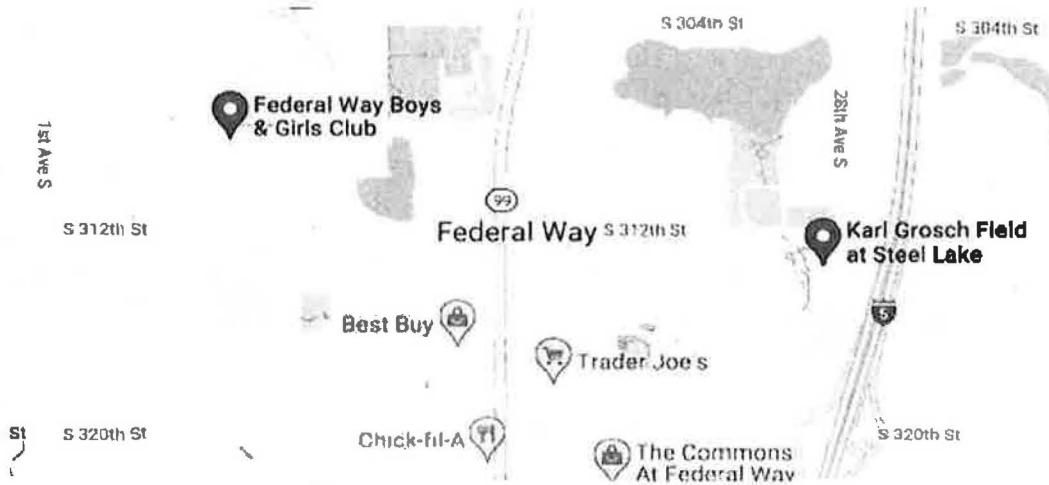 S 304th St
S 304th St
Federal Way Boys
& Girls Club
1st Ave S
28th Ave S
99
S 312th St
Federal Way
S 312th St
Karl Grosch Field
at Steel Lake
5
Best Buy
Trader Joe's
St
S 320th St
Chick-fil-A
S 320th St
The Commons
At Federal Way